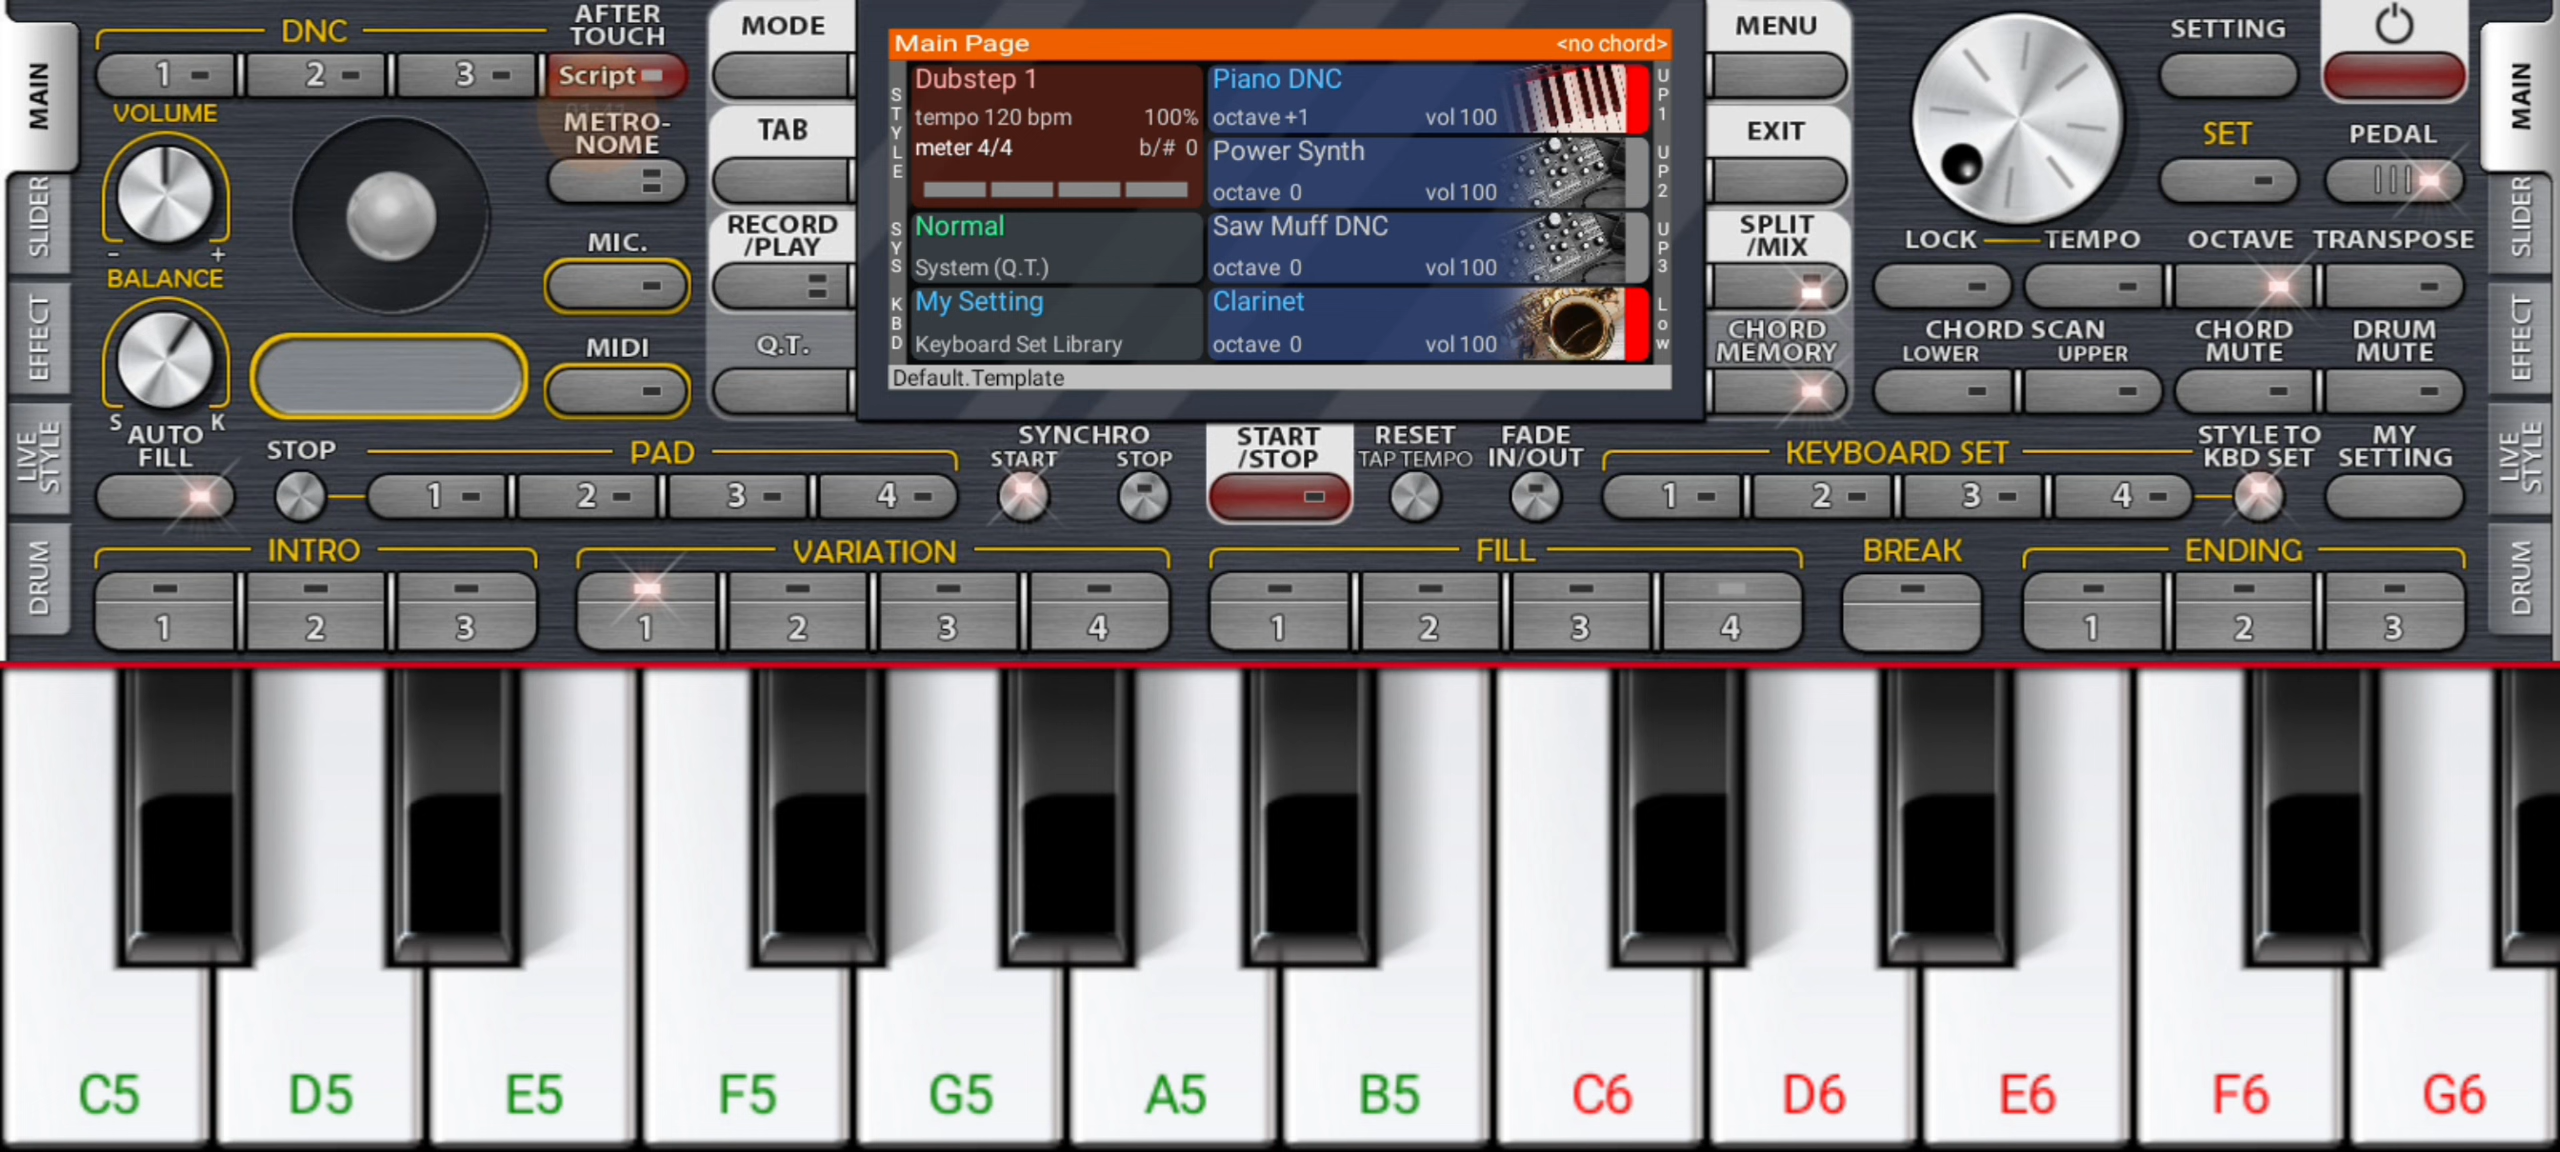 MAIN
SLIDER
EFFECT
LIVE STYLE
DRUM
DNC
1
2
3
AFTER TOUCH
Script
VOLUME
- +
METRO-NOME
BALANCE
S K
MIC.
MIDI
MODE
TAB
RECORD /PLAY
Q.T.
Main Page <no chord>
STYLE
Dubstep 1
tempo 120 bpm 100%
meter 4/4 b/# 0
SYS
Normal
System (Q.T.)
KBD
My Setting
Keyboard Set Library
Piano DNC
octave +1 vol 100
UP1
Power Synth
octave 0 vol 100
UP2
Saw Muff DNC
octave 0 vol 100
UP3
Clarinet
octave 0 vol 100
Low
Default.Template
MENU
EXIT
SPLIT /MIX
CHORD MEMORY
SETTING
SET
PEDAL
LOCK TEMPO OCTAVE TRANSPOSE
CHORD SCAN
LOWER UPPER
CHORD MUTE
DRUM MUTE
MAIN
SLIDER
EFFECT
LIVE STYLE
DRUM
AUTO FILL
STOP
PAD
1 2 3 4
SYNCHRO
START STOP
START /STOP
RESET
TAP TEMPO
FADE IN/OUT
KEYBOARD SET
1 2 3 4
STYLE TO KBD SET
MY SETTING
INTRO
1 2 3
VARIATION
1 2 3 4
FILL
1 2 3 4
BREAK
ENDING
1 2 3
C5 D5 E5 F5 G5 A5 B5 C6 D6 E6 F6 G6